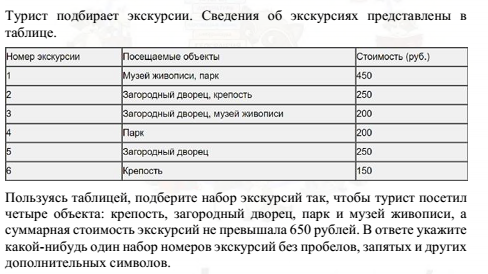 Турист подбирает экскурсии. Сведения об экскурсиях представлены в
таблице.
Номер экскурсии Посещаемые объекты Стоимость (руб.)
1 Музей живописи, парк 450
2 Загородный дворец, крепость 250
3 Загородный дворец, музей живописи 200
4 Парк 200
5 Загородный дворец 250
6 Крепость 150
Пользуясь таблицей, подберите набор экскурсий так, чтобы турист посетил
четыре объекта: крепость, загородный дворец, парк и музей живописи, а
суммарная стоимость экскурсий не превышала 650 рублей. В ответе укажите
какой-нибудь один набор номеров экскурсий без пробелов, запятых и других
дополнительных символов.